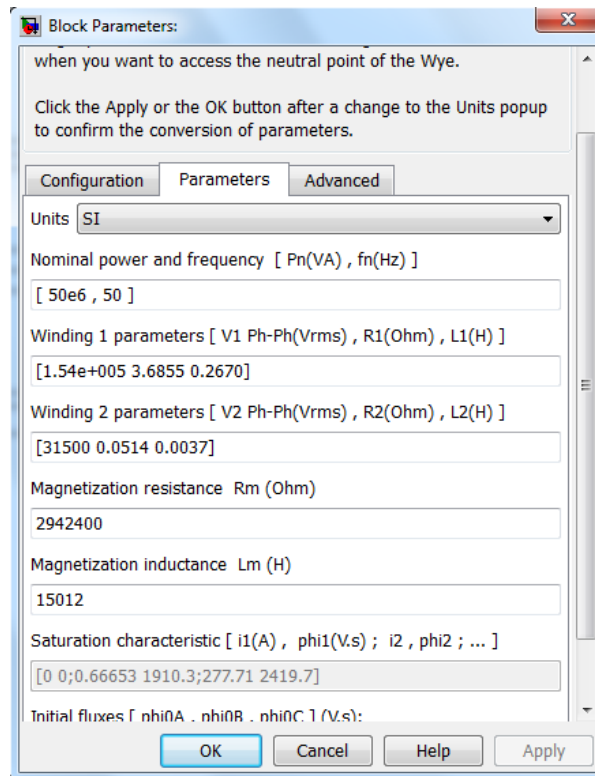 Block Parameters:
when you want to access the neutral point of the Wye.
Click the Apply or the OK button after a change to the Units popup
to confirm the conversion of parameters.
Configuration Parameters Advanced
Units SI
Nominal power and frequency [ Pn(VA) , fn(Hz) ]
[ 50e6 , 50 ]
Winding 1 parameters [ V1 Ph-Ph(Vrms) , R1(Ohm) , L1(H) ]
[1.54e+005 3.6855 0.2670]
Winding 2 parameters [ V2 Ph-Ph(Vrms) , R2(Ohm) , L2(H) ]
[31500 0.0514 0.0037]
Magnetization resistance Rm (Ohm)
2942400
Magnetization inductance Lm (H)
15012
Saturation characteristic [ i1(A) , phi1(V.s) ; i2 , phi2 ; ... ]
[0 0;0.66653 1910.3;277.71 2419.7]
Initial fluxes [ phi0A , phi0B , phi0C ] (V.s):
OK Cancel Help Apply